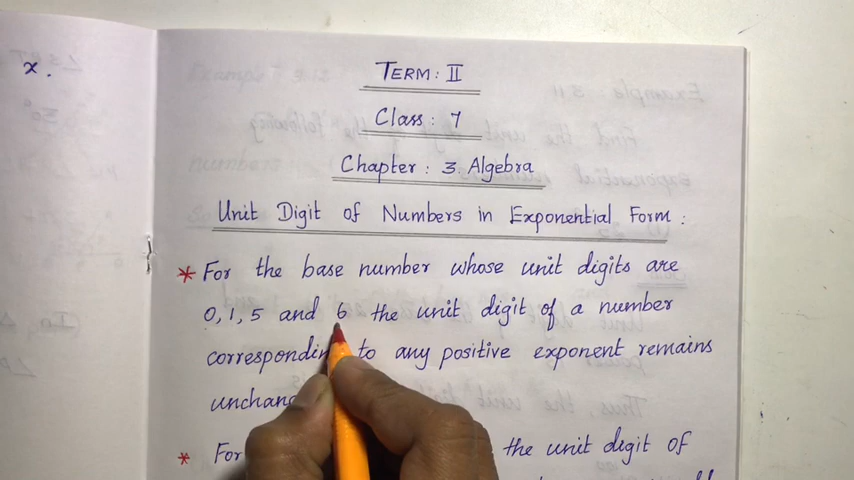 x.
TERM: II
Class: 7
Chapter: 3 Algebra
Unit Digit of Numbers in Exponential Form:
* For the base number whose unit digits are
0, 1, 5 and 6 the unit digit of a number
correspondin to any positive exponent remains
unchan
* For the unit digit of